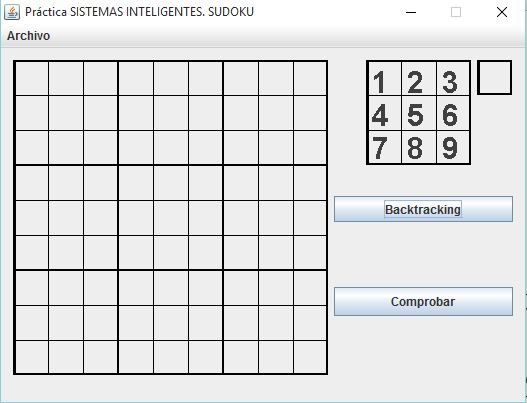 Práctica SISTEMAS INTELIGENTES. SUDOKU
Archivo
1 2 3
4 5 6
7 8 9
Backtracking
Comprobar